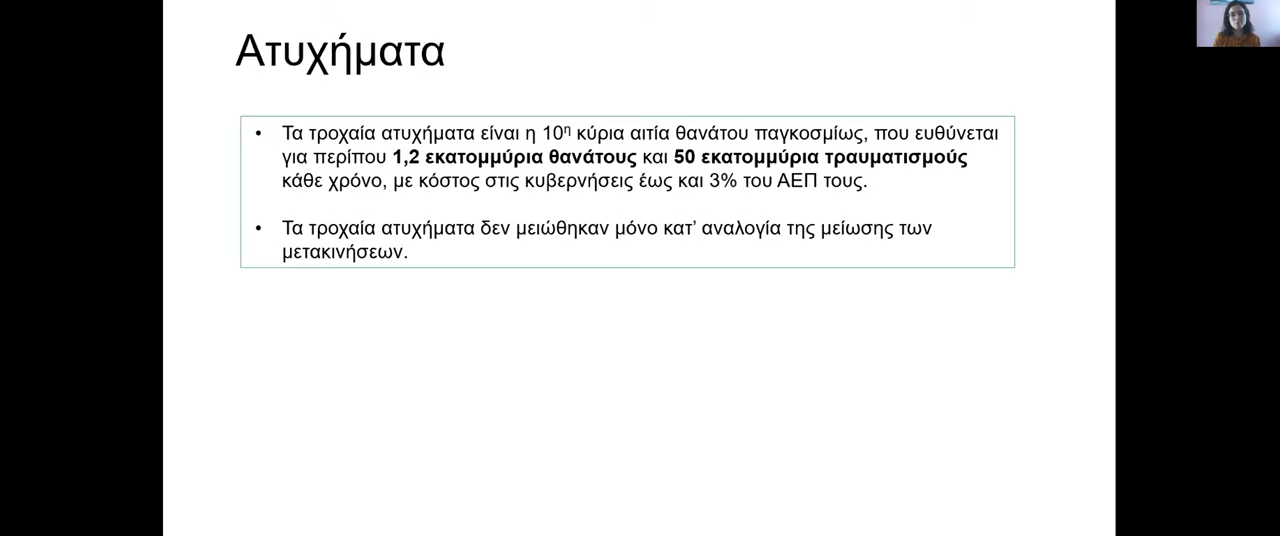 Ατυχήματα
• Τα τροχαία ατυχήματα είναι η 10η κύρια αιτία θανάτου παγκοσμίως, που ευθύνεται
για περίπου 1,2 εκατομμύρια θανάτους και 50 εκατομμύρια τραυματισμούς
κάθε χρόνο, με κόστος στις κυβερνήσεις έως και 3% του ΑΕΠ τους.
• Τα τροχαία ατυχήματα δεν μειώθηκαν μόνο κατ’ αναλογία της μείωσης των
μετακινήσεων.